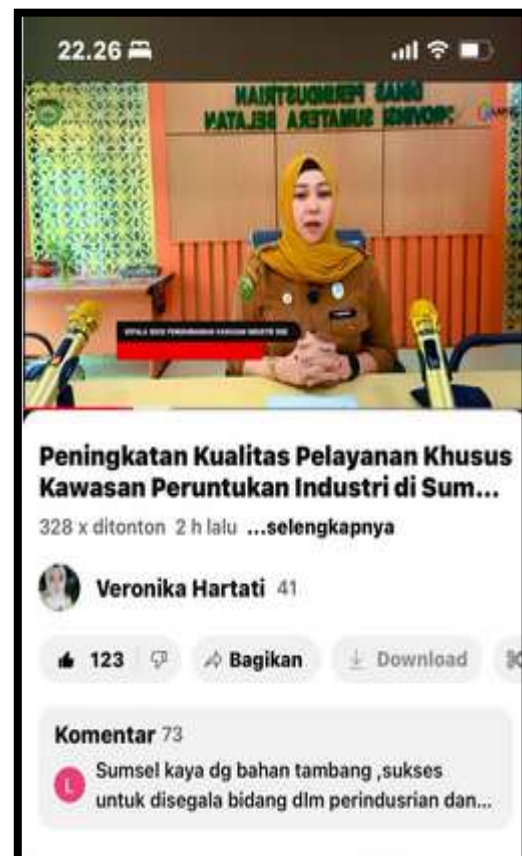 22.26
DINAS PERINDUSTRIAN
PROVINSI SUMATERA SELATAN
Peningkatan Kualitas Pelayanan Khusus
Kawasan Peruntukan Industri di Sum...
328 x ditonton 2 h lalu ...selengkapnya
Veronika Hartati 41
123 Bagikan Download
Komentar 73
L
Sumsel kaya dg bahan tambang ,sukses
untuk disegala bidang dlm perindusrian dan...